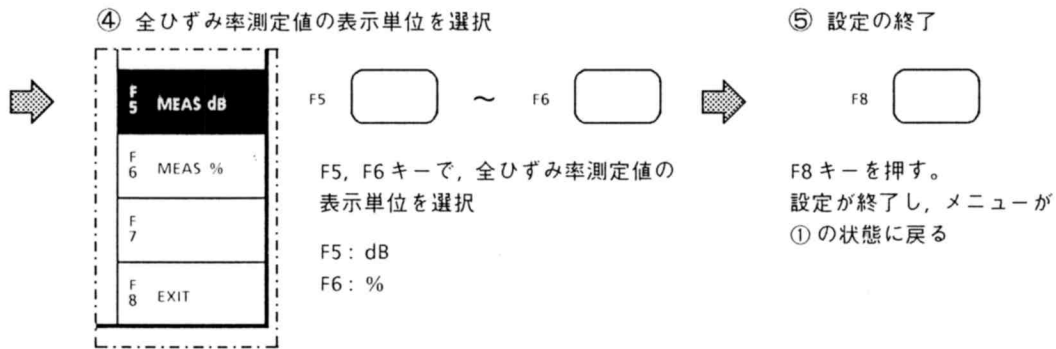 ④ 全ひずみ率測定値の表示単位を選択
F5 MEAS dB
F6 MEAS %
F7
F8 EXIT
F5 ～ F6
F5, F6 キーで, 全ひずみ率測定値の
表示単位を選択
F5 : dB
F6 : %
⑤ 設定の終了
F8
F8 キーを押す。
設定が終了し, メニューが
① の状態に戻る